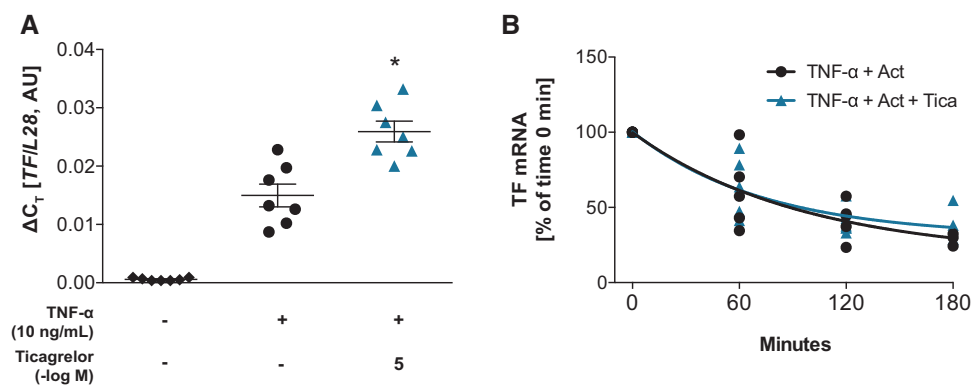 A
ΔC_T [TF/L28, AU]
0.04
0.03
0.02
0.01
0.00
*
TNF-α
(10 ng/mL)
- + +
Ticagrelor
(-log M)
- - 5
B
TF mRNA
[% of time 0 min]
150
100
50
0
TNF-α + Act
TNF-α + Act + Tica
0 60 120 180
Minutes